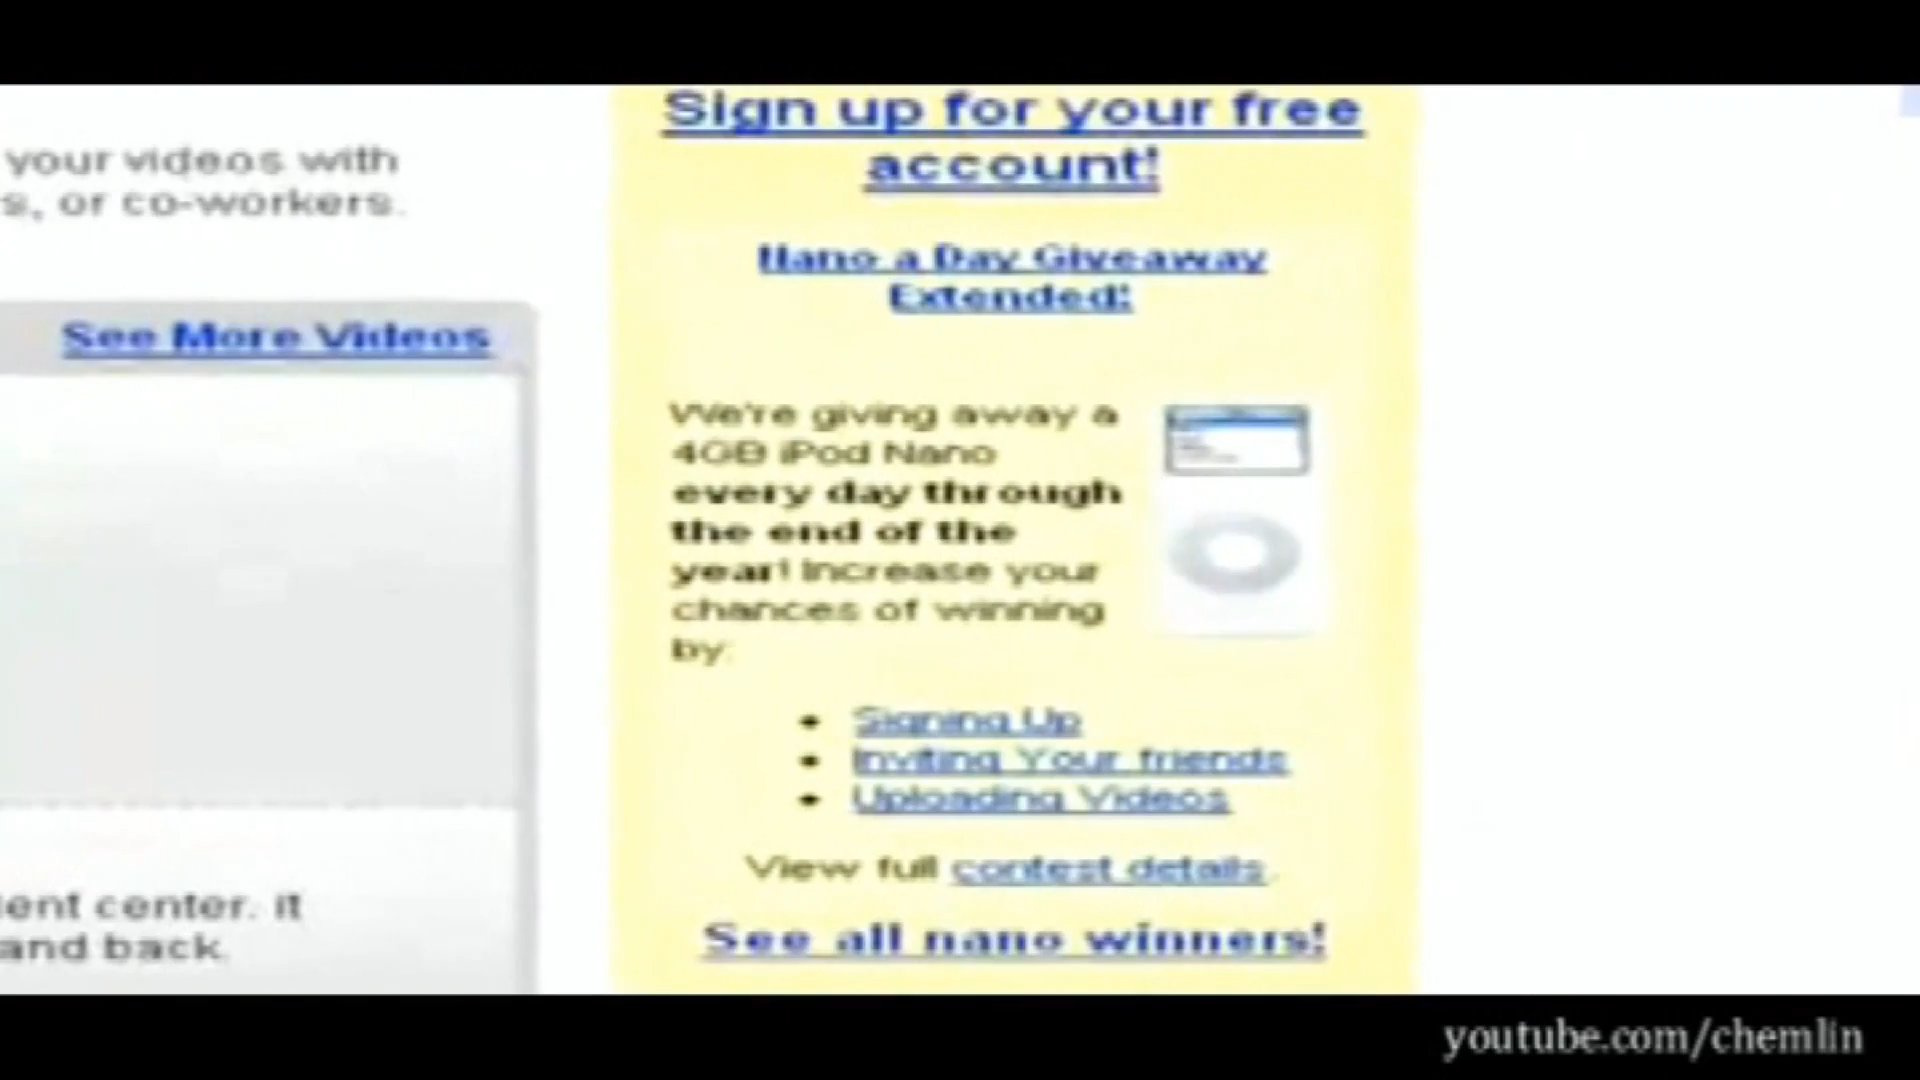 your videos with
s, or co-workers.
See More Videos
ent center. it
and back.
Sign up for your free
account!
Nano a Day Giveaway
Extended!
We're giving away a
4GB iPod Nano
every day through
the end of the
year! Increase your
chances of winning
by:
• Signing Up
• Inviting Your friends
• Uploading Videos
View full contest details.
See all nano winners!
youtube.com/chemlin